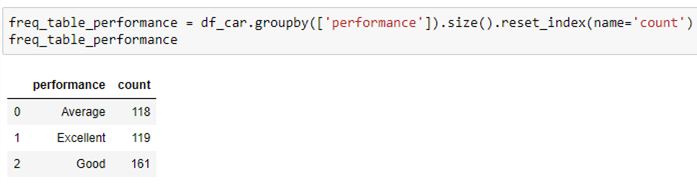 freq_table_performance = df_car.groupby(['performance']).size().reset_index(name='count')
freq_table_performance
performance count
0 Average 118
1 Excellent 119
2 Good 161